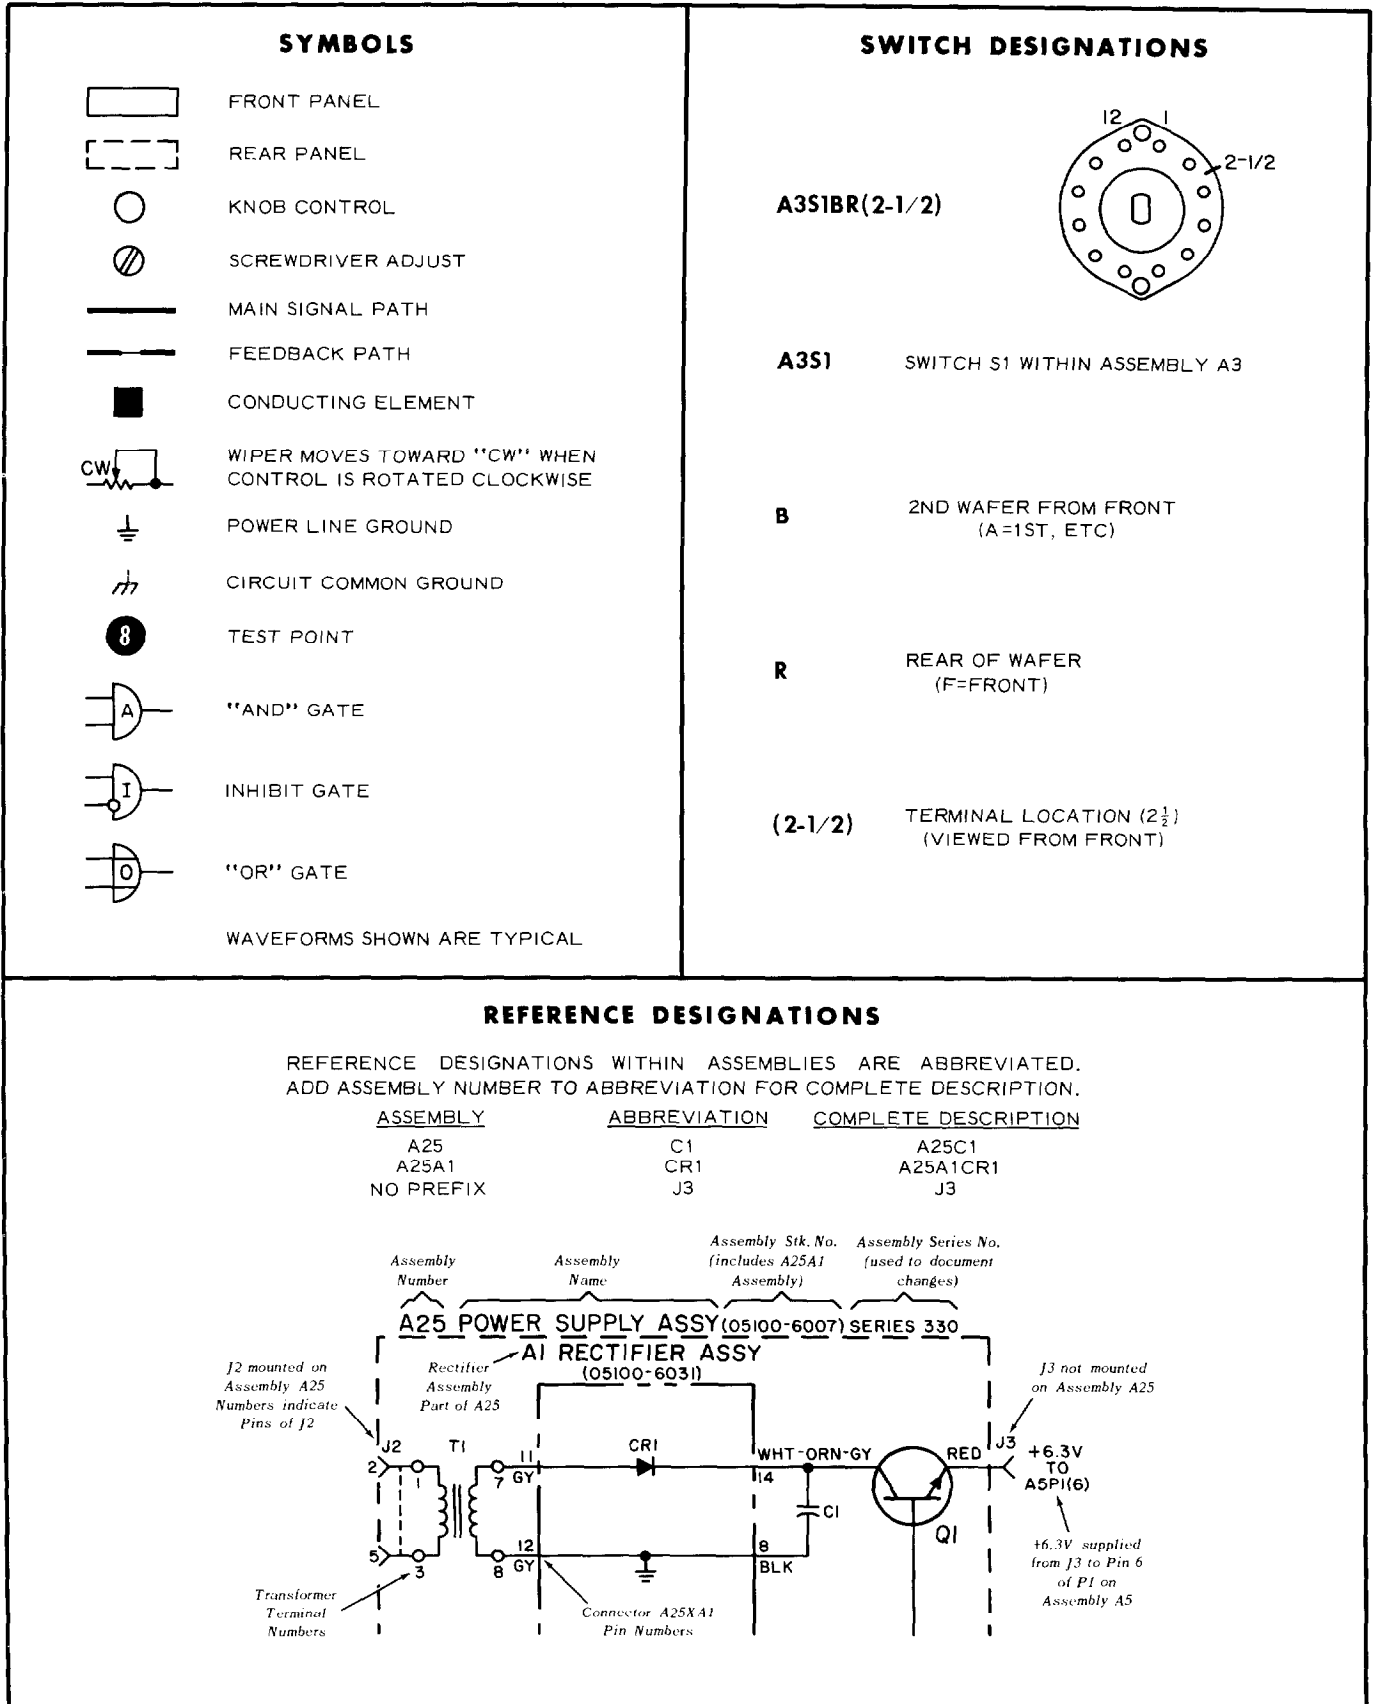 SYMBOLS
FRONT PANEL
REAR PANEL
KNOB CONTROL
SCREWDRIVER ADJUST
MAIN SIGNAL PATH
FEEDBACK PATH
CONDUCTING ELEMENT
CW
WIPER MOVES TOWARD "CW" WHEN
CONTROL IS ROTATED CLOCKWISE
POWER LINE GROUND
CIRCUIT COMMON GROUND
8
TEST POINT
A
"AND" GATE
I
INHIBIT GATE
O
"OR" GATE
WAVEFORMS SHOWN ARE TYPICAL
SWITCH DESIGNATIONS
12 1
2-1/2
A3S1BR(2-1/2)
A3S1 SWITCH S1 WITHIN ASSEMBLY A3
B 2ND WAFER FROM FRONT
(A=1ST, ETC)
R REAR OF WAFER
(F=FRONT)
(2-1/2) TERMINAL LOCATION (2½)
(VIEWED FROM FRONT)
REFERENCE DESIGNATIONS
REFERENCE DESIGNATIONS WITHIN ASSEMBLIES ARE ABBREVIATED.
ADD ASSEMBLY NUMBER TO ABBREVIATION FOR COMPLETE DESCRIPTION.
ASSEMBLY ABBREVIATION COMPLETE DESCRIPTION
A25 C1 A25C1
A25A1 CR1 A25A1CR1
NO PREFIX J3 J3
Assembly
Number
Assembly
Name
Assembly Stk. No.
(includes A25A1
Assembly)
Assembly Series No.
(used to document
changes)
A25 POWER SUPPLY ASSY (05100-6007) SERIES 330
A1 RECTIFIER ASSY
(05100-6031)
J2 mounted on
Assembly A25
Numbers indicate
Pins of J2
Rectifier
Assembly
Part of A25
J3 not mounted
on Assembly A25
J2 T1 11 CR1 WHT-ORN-GY RED J3
2 1 7 GY 14
+6.3V
TO
A5P1(6)
C1
Q1
5 3 8 12 GY 8 BLK
+6.3V supplied
from J3 to Pin 6
of P1 on
Assembly A5
Transformer
Terminal
Numbers
Connector A25XA1
Pin Numbers